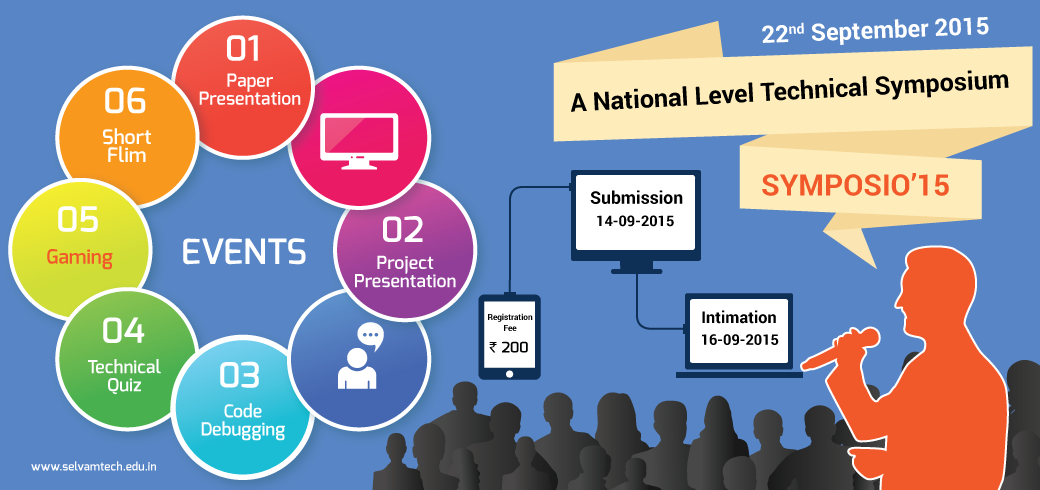 01
Paper
Presentation
02
Project
Presentation
03
Code
Debugging
04
Technical
Quiz
05
Gaming
06
Short
Flim
EVENTS
www.selvamtech.edu.in
22nd September 2015
A National Level Technical Symposium
SYMPOSIO'15
Submission
14-09-2015
Registration
Fee
₹ 200
Intimation
16-09-2015